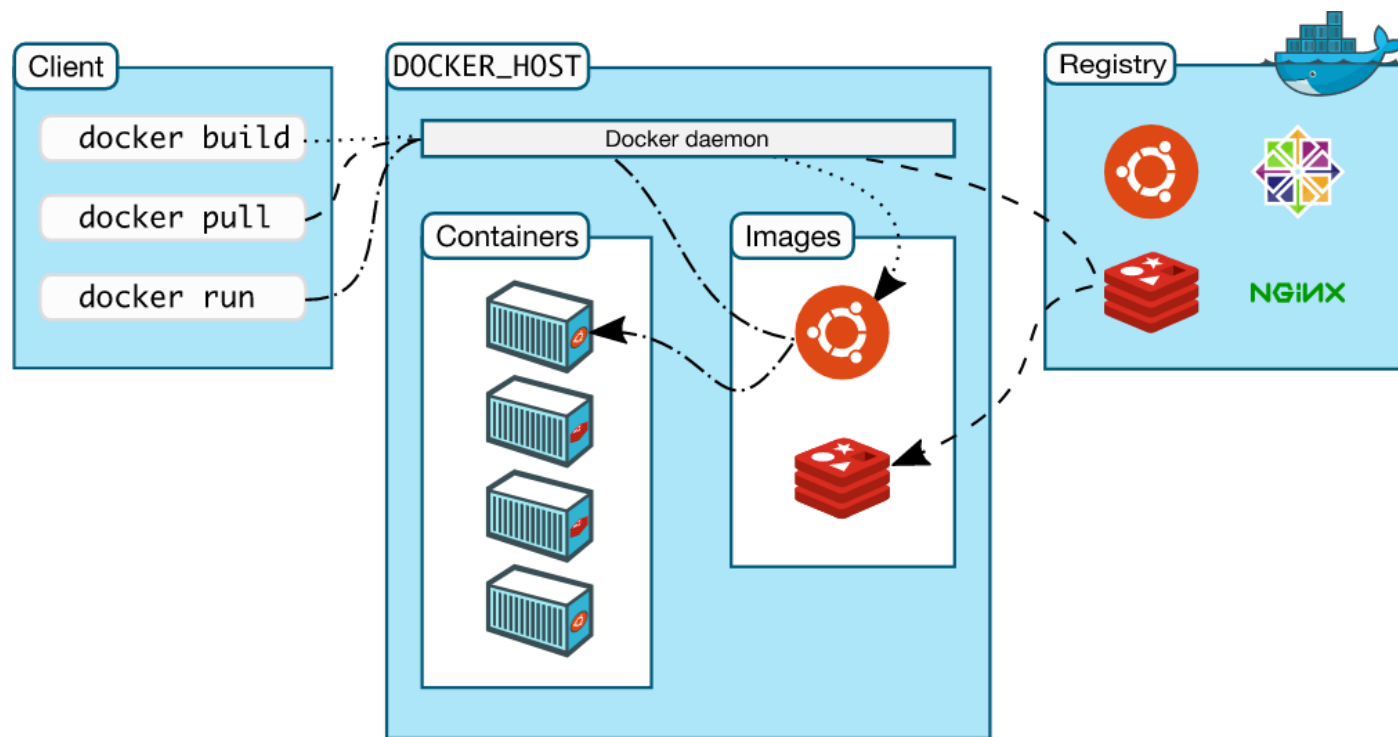 Client
docker build
docker pull
docker run
DOCKER_HOST
Docker daemon
Containers
Images
Registry
NGiNX